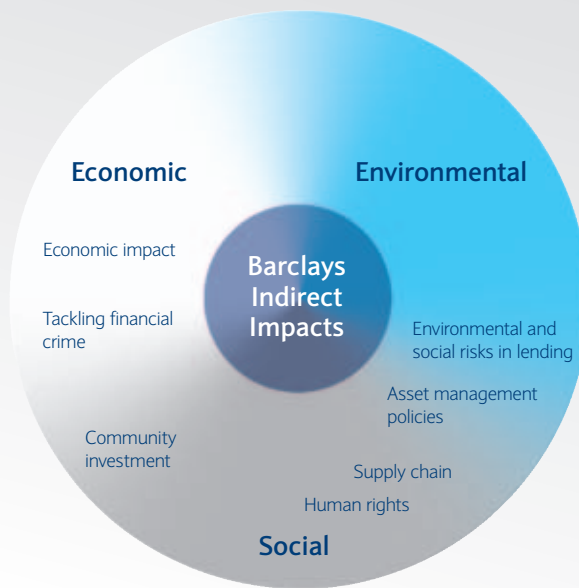 Economic
Environmental
Economic impact
Tackling financial
crime
Community
investment
Barclays
Indirect
Impacts
Environmental and
social risks in lending
Asset management
policies
Supply chain
Human rights
Social